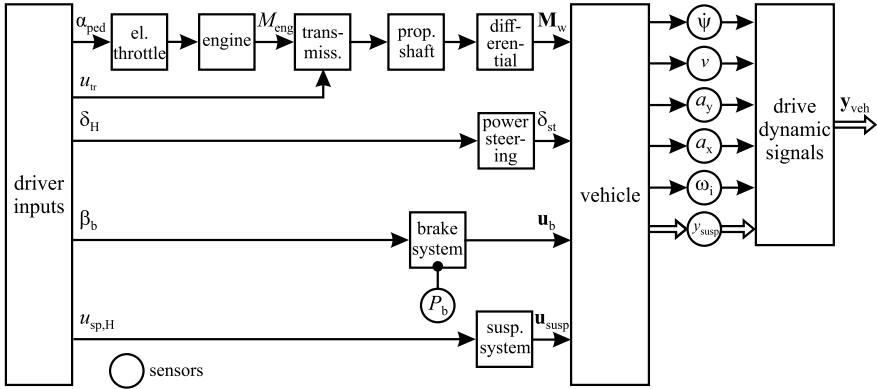 α_ped
el.
throttle
engine
M_eng
trans-
miss.
prop.
shaft
diff-
erential
M_w
u_tr
δ_H
power
steer-
ing
δ_st
driver
inputs
β_b
brake
system
u_b
P_b
u_sp,H
susp.
system
u_susp
sensors
vehicle
ψ̇
v
a_y
a_x
ω_i
y_susp
drive
dynamic
signals
y_veh